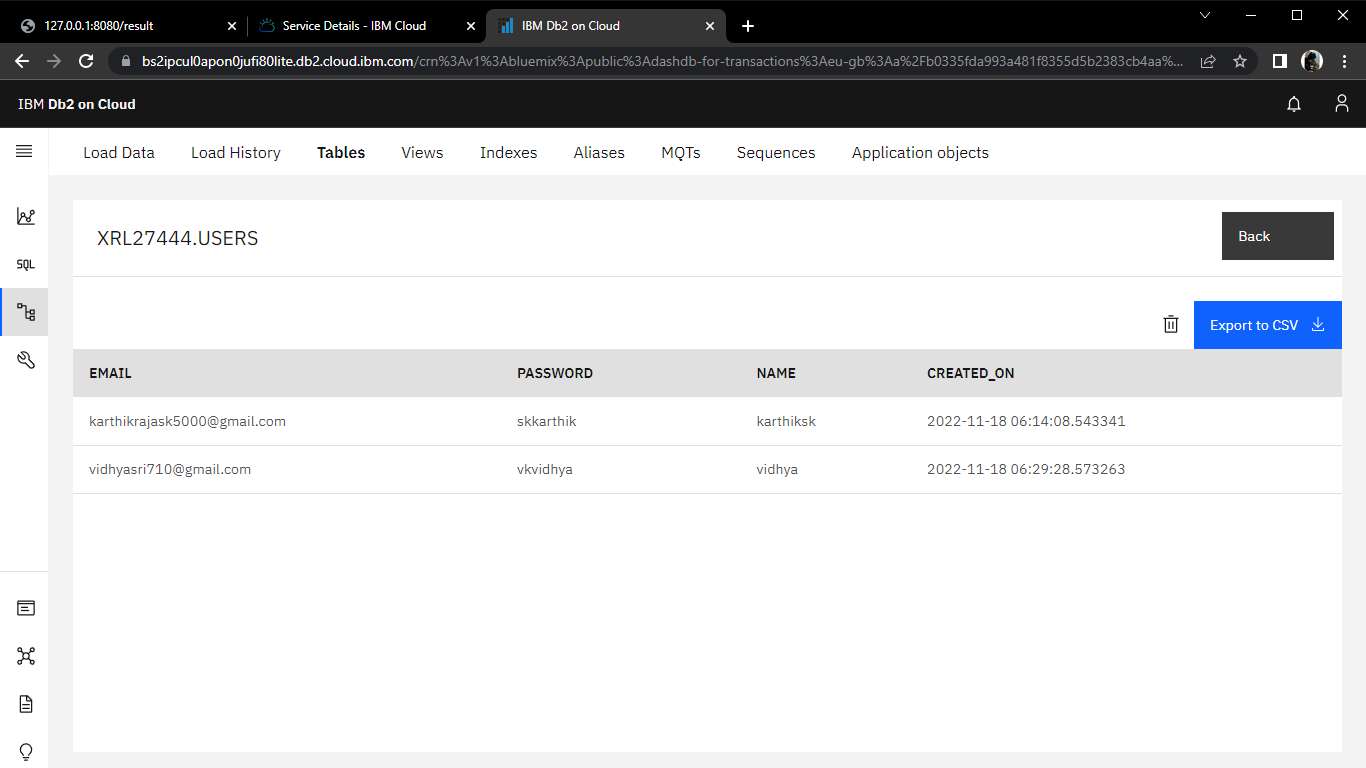 127.0.0.1:8080/result
Service Details - IBM Cloud
IBM Db2 on Cloud
bs2ipcul0apon0jufi80lite.db2.cloud.ibm.com/crn%3Av1%3Abluemix%3Apublic%3Adashdb-for-transactions%3Aeu-gb%3Aa%2Fb0335fda993a481f8355d5b2383cb4aa%...
IBM Db2 on Cloud
Load Data Load History Tables Views Indexes Aliases MQTs Sequences Application objects
XRL27444.USERS
Back
SQL
Export to CSV
EMAIL PASSWORD NAME CREATED_ON
karthikrajask5000@gmail.com skkarthik karthiksk 2022-11-18 06:14:08.543341
vidhyasri710@gmail.com vkvidhya vidhya 2022-11-18 06:29:28.573263